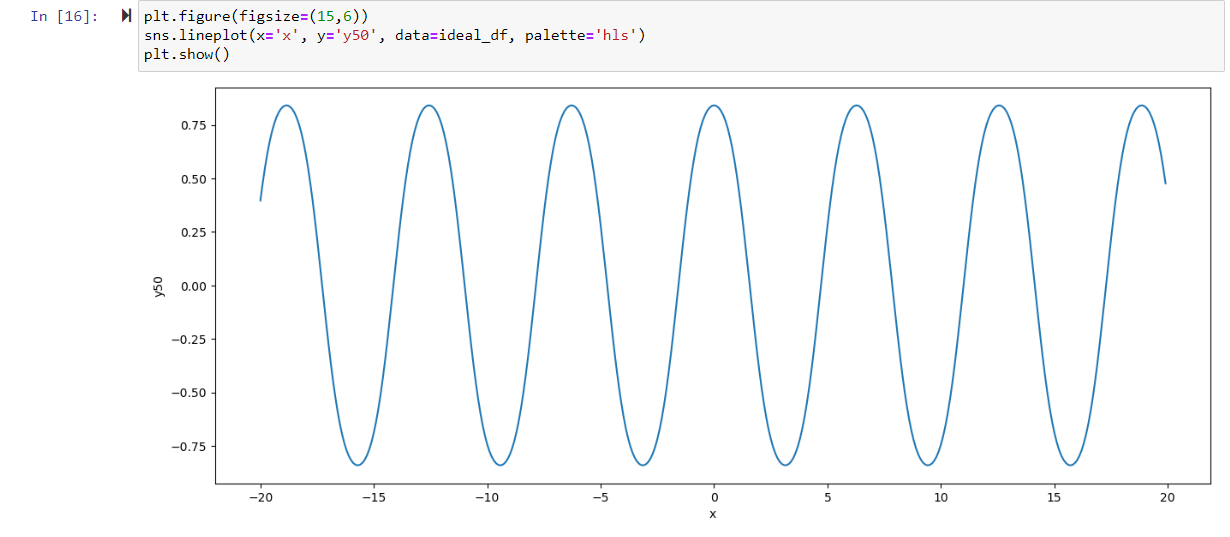 In [16]:
plt.figure(figsize=(15,6))
sns.lineplot(x='x', y='y50', data=ideal_df, palette='hls')
plt.show()
0.75
0.50
0.25
0.00
−0.25
−0.50
−0.75
y50
−20 −15 −10 −5 0 5 10 15 20
x